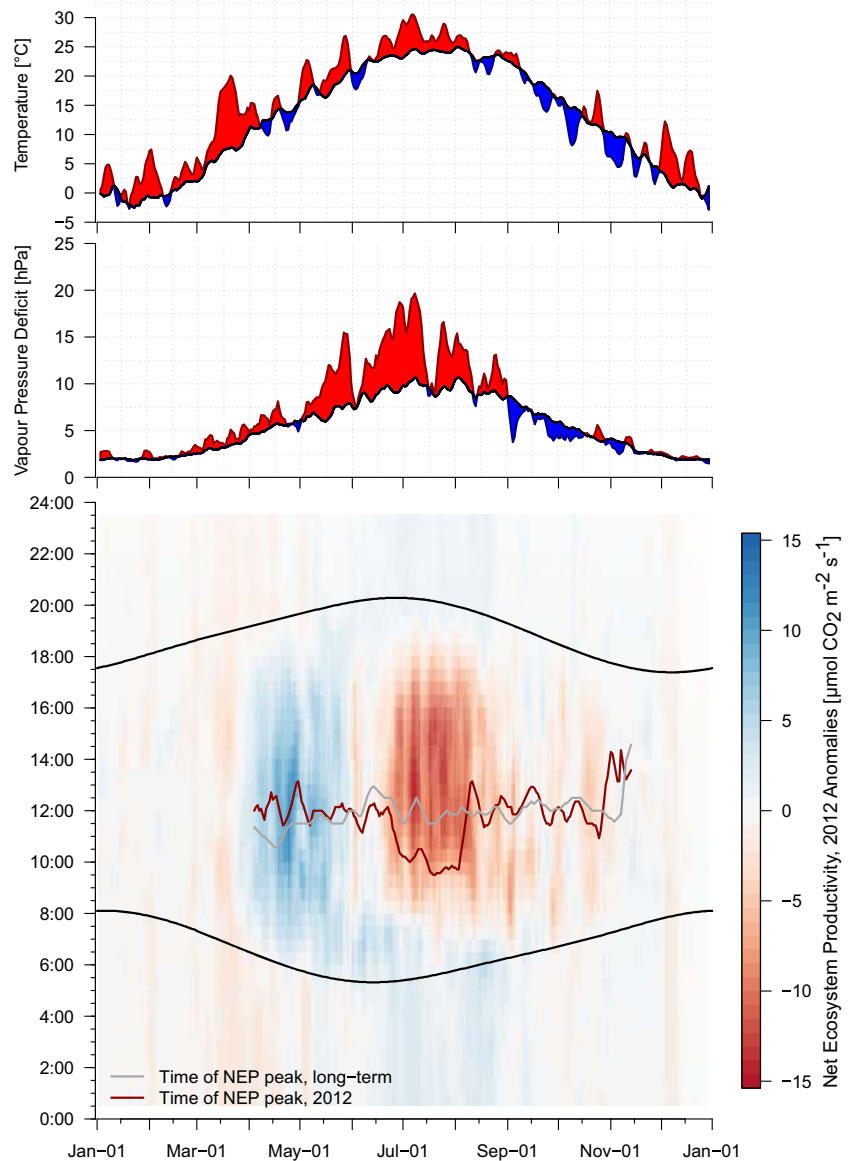 Temperature [°C]
30
25
20
15
10
5
0
−5
Vapour Pressure Deficit [hPa]
25
20
15
10
5
0
24:00
22:00
20:00
18:00
16:00
14:00
12:00
10:00
8:00
6:00
4:00
2:00
0:00
Time of NEP peak, long−term
Time of NEP peak, 2012
Jan−01
Mar−01
May−01
Jul−01
Sep−01
Nov−01
Jan−01
15
10
5
0
−5
−10
−15
Net Ecosystem Productivity, 2012 Anomalies [µmol CO₂ m⁻² s⁻¹]